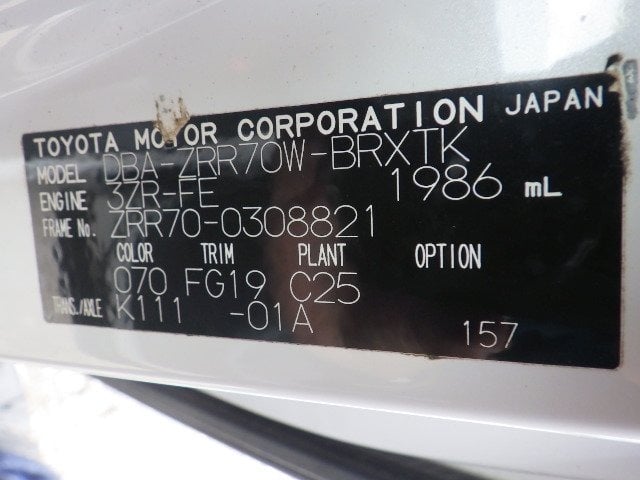 TOYOTA MOTOR CORPORATION JAPAN
MODEL DBA-ZRR70W-BRXTK
ENGINE 3ZR-FE 1986 mL
FRAME No. ZRR70-0308821
COLOR TRIM PLANT OPTION
070 FG19 C25
TRANS./AXLE K111 -01A
157